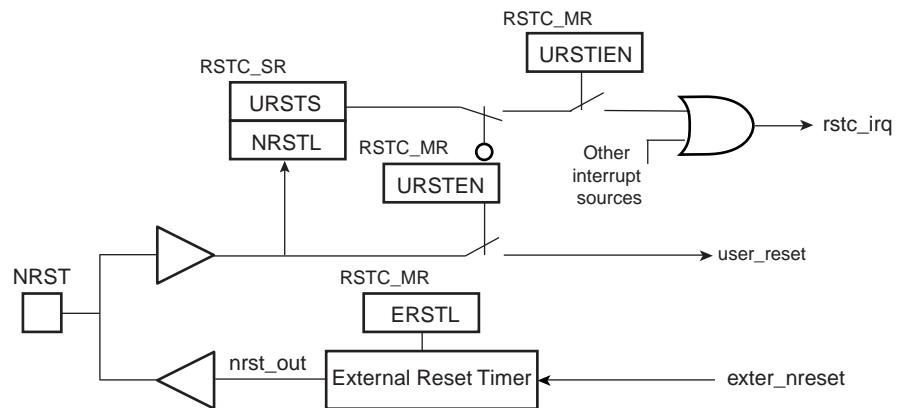 RSTC_MR
URSTIEN
RSTC_SR
URSTS
NRSTL
rstc_irq
RSTC_MR
Other
interrupt
sources
URSTEN
user_reset
NRST
RSTC_MR
ERSTL
nrst_out
External Reset Timer
exter_nreset